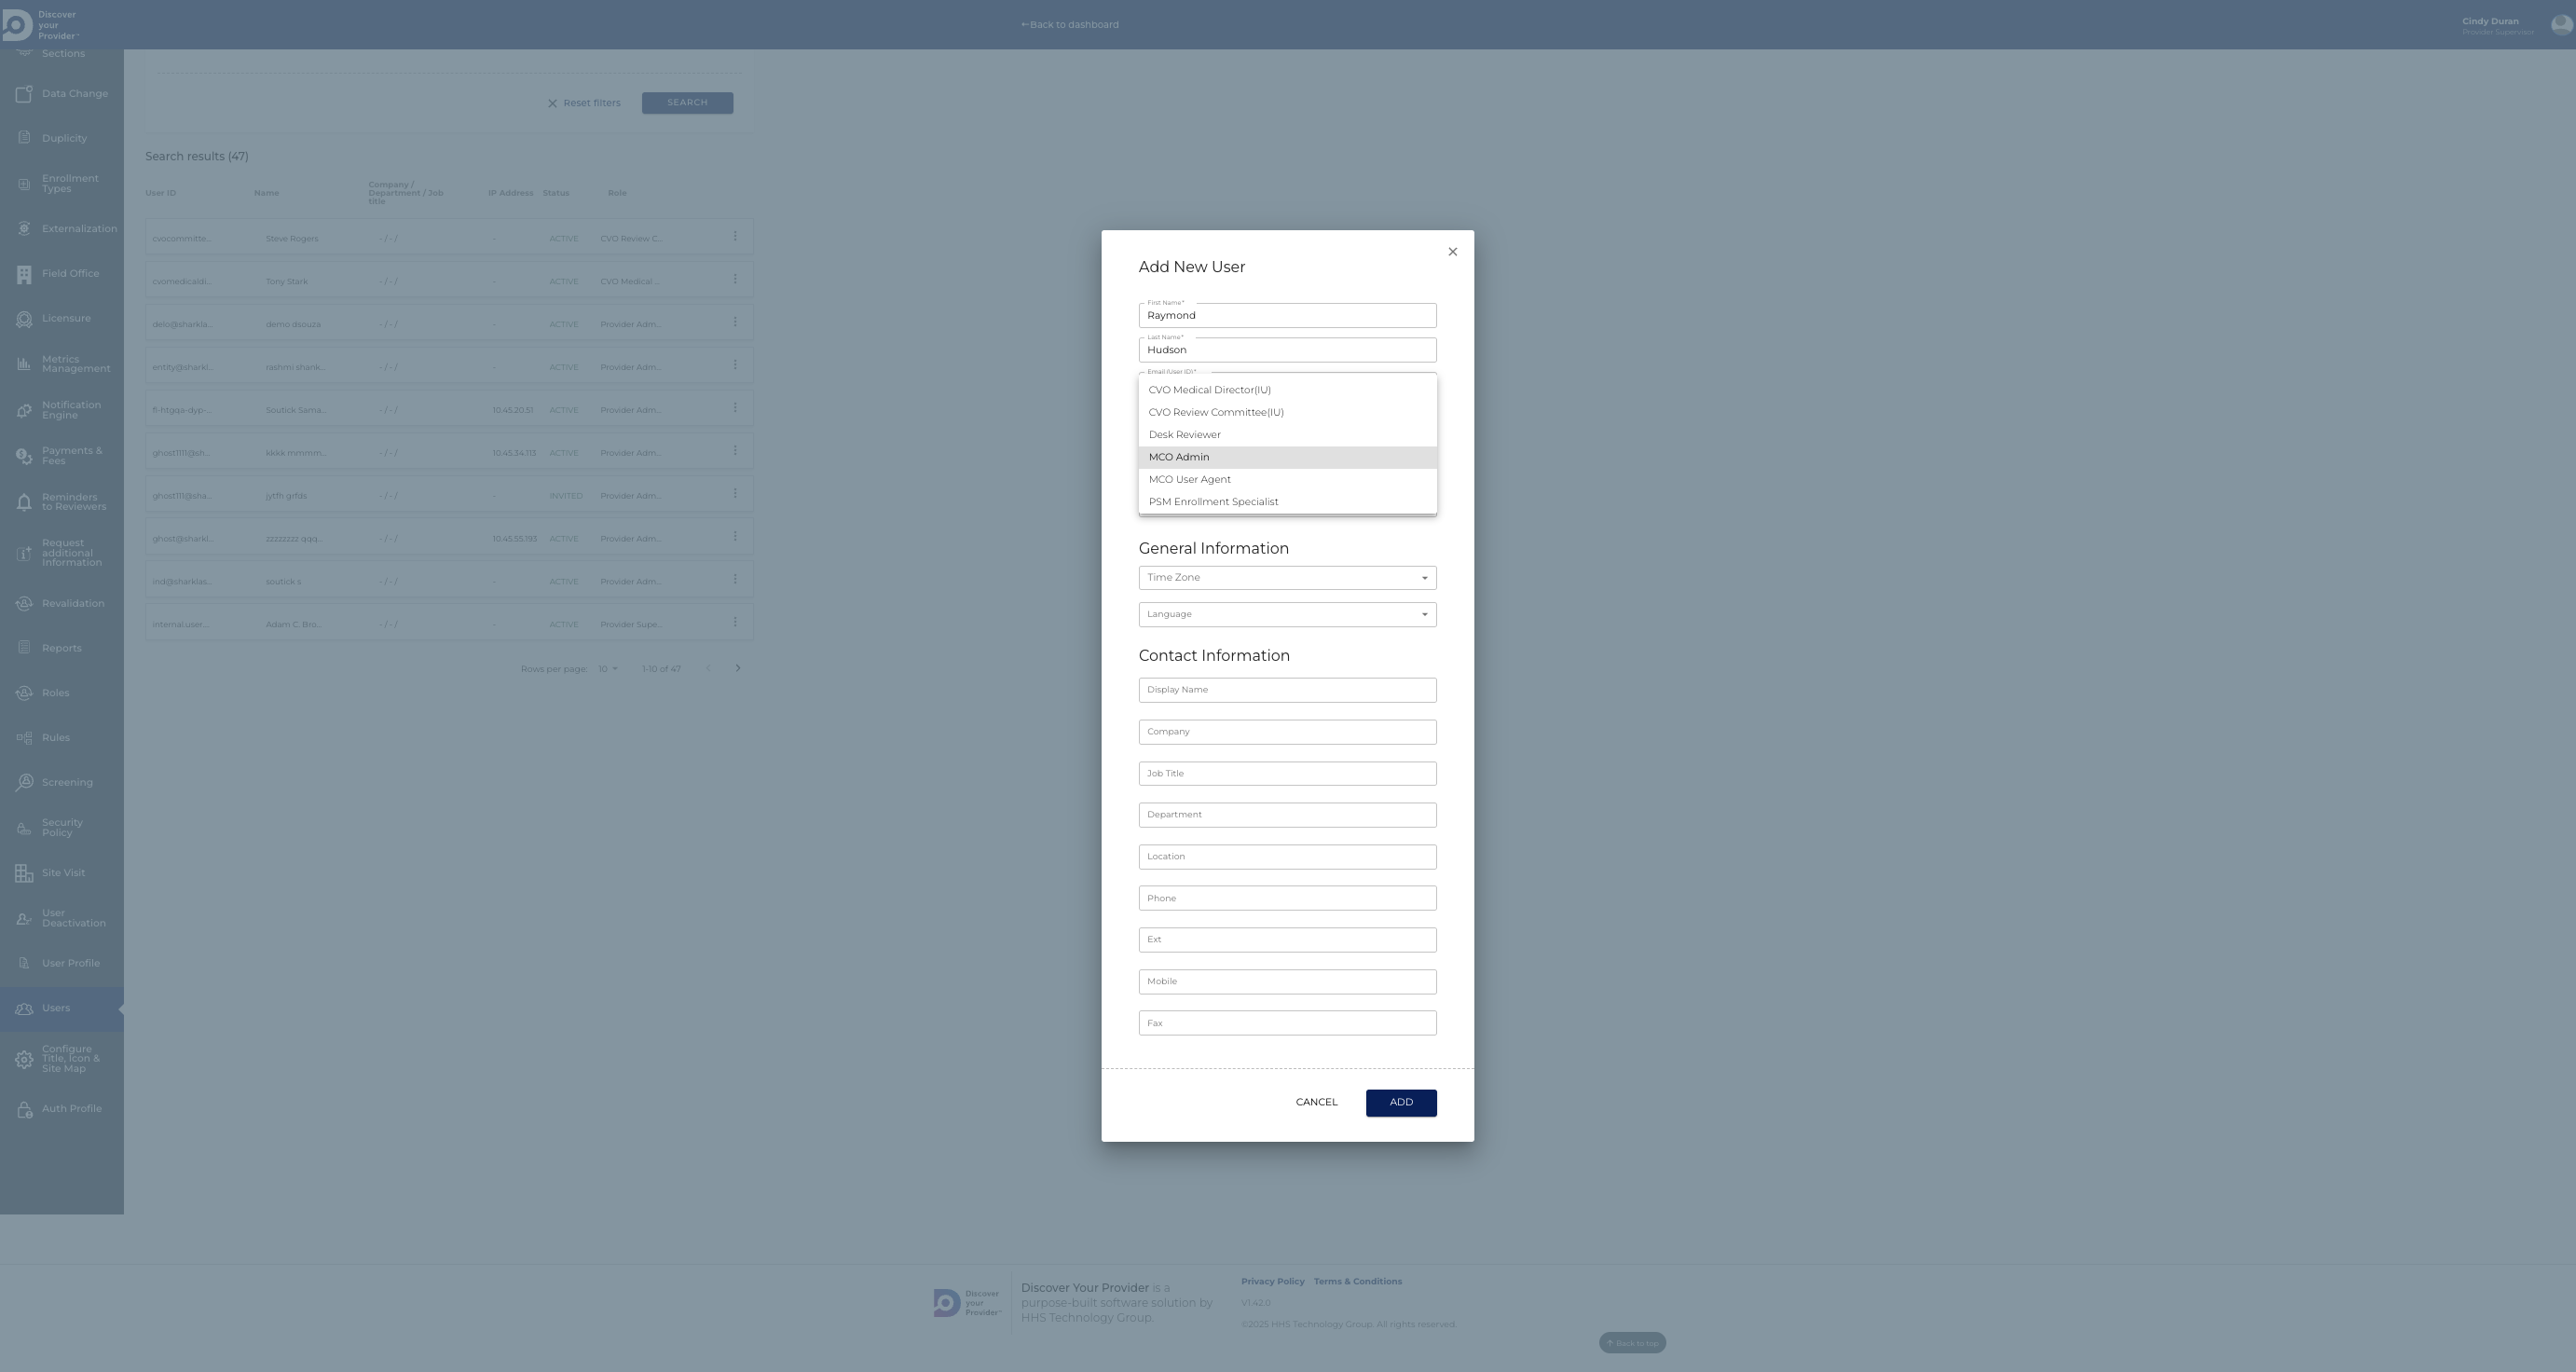 Discover
your
Provider™
←Back to dashboard
Cindy Duran
Provider Supervisor
Sections
Data Change
Duplicity
Enrollment
Types
Externalization
Field Office
Licensure
Metrics
Management
Notification
Engine
Payments &
Fees
Reminders
to Reviewers
Request
additional
Information
Revalidation
Reports
Roles
Rules
Screening
Security
Policy
Site Visit
User
Deactivation
User Profile
Users
Configure
Title, Icon &
Site Map
Auth Profile
Reset filters
SEARCH
Search results (47)
User ID Name Company / Department / Job title IP Address Status Role
cvocommitte... Steve Rogers - / - / - ACTIVE CVO Review C...
cvomedicaldi... Tony Stark - / - / - ACTIVE CVO Medical ...
delo@sharkla... demo dsouza - / - / - ACTIVE Provider Adm...
entity@sharkl... rashmi shank... - / - / - ACTIVE Provider Adm...
fi-htgqa-dyp-... Soutick Sama... - / - / 10.45.20.51 ACTIVE Provider Adm...
ghost1111@sh... kkkk mmmm... - / - / 10.45.34.113 ACTIVE Provider Adm...
ghost111@sha... jytfh grfds - / - / - INVITED Provider Adm...
ghost@sharkl... zzzzzzzz qqq... - / - / 10.45.55.193 ACTIVE Provider Adm...
ind@sharklas... soutick s - / - / - ACTIVE Provider Adm...
internal.user.... Adam C. Bro... - / - / - ACTIVE Provider Supe...
Rows per page: 10 1-10 of 47
Add New User
First Name *
Raymond
Last Name *
Hudson
Email (User ID) *
CVO Medical Director(IU)
CVO Review Committee(IU)
Desk Reviewer
MCO Admin
MCO User Agent
PSM Enrollment Specialist
General Information
Time Zone
Language
Contact Information
Display Name
Company
Job Title
Department
Location
Phone
Ext
Mobile
Fax
CANCEL
ADD
Discover
your
Provider™
Discover Your Provider is a
purpose-built software solution by
HHS Technology Group.
Privacy Policy Terms & Conditions
V1.42.0
©2025 HHS Technology Group. All rights reserved.
↑ Back to top